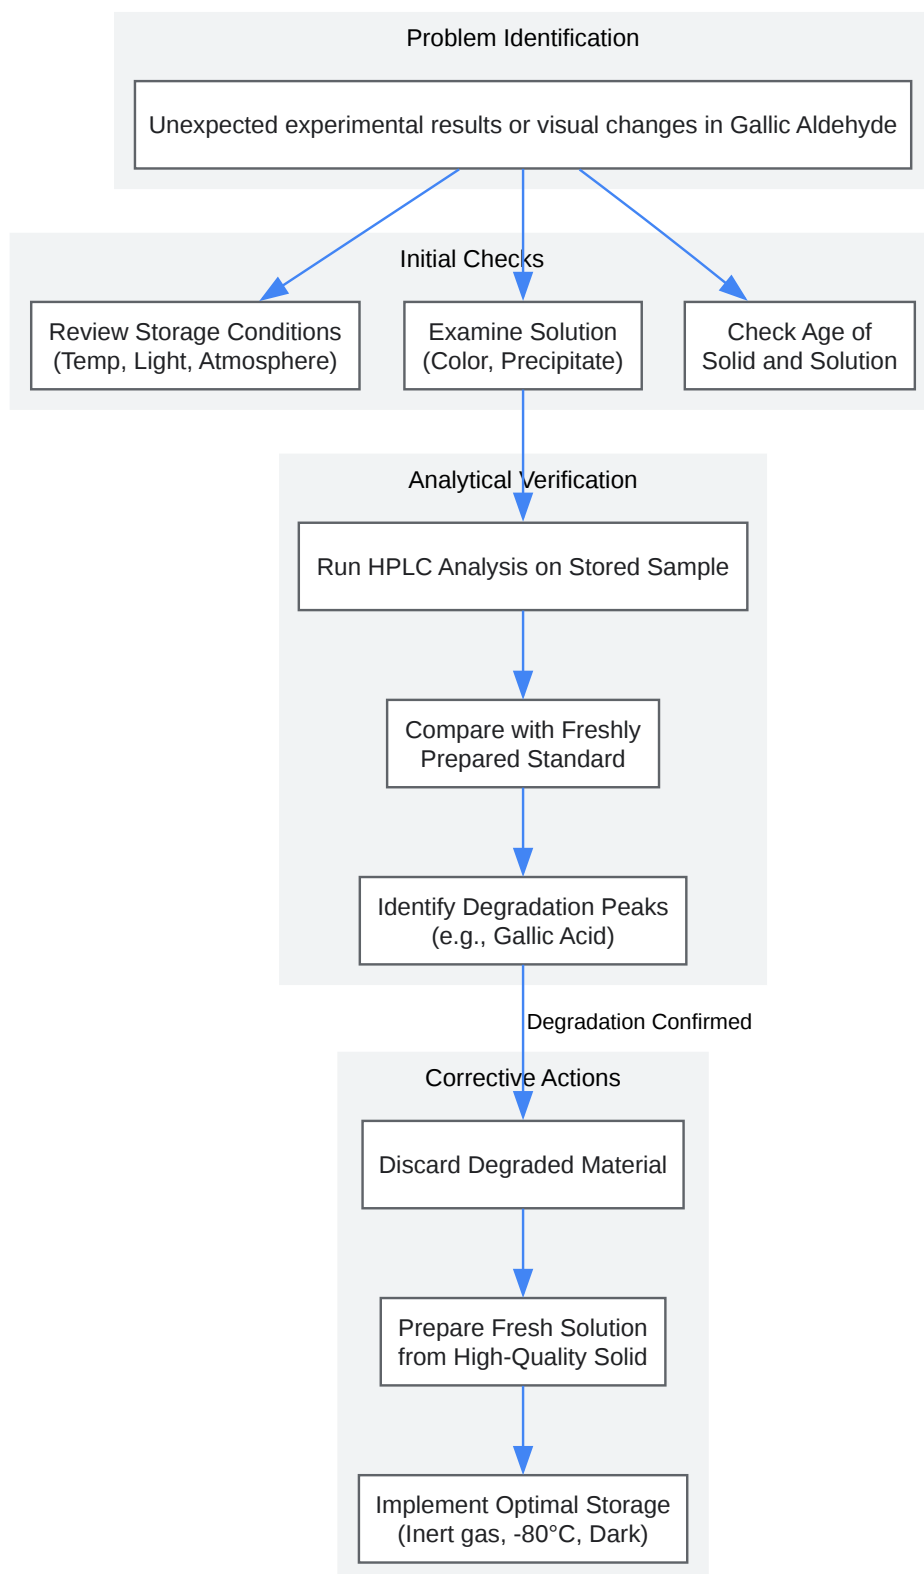 Problem Identification
Unexpected experimental results or visual changes in Gallic Aldehyde
Initial Checks
Review Storage Conditions
(Temp, Light, Atmosphere)
Examine Solution
(Color, Precipitate)
Check Age of
Solid and Solution
Analytical Verification
Run HPLC Analysis on Stored Sample
Compare with Freshly
Prepared Standard
Identify Degradation Peaks
(e.g., Gallic Acid)
Degradation Confirmed
Corrective Actions
Discard Degraded Material
Prepare Fresh Solution
from High-Quality Solid
Implement Optimal Storage
(Inert gas, -80°C, Dark)